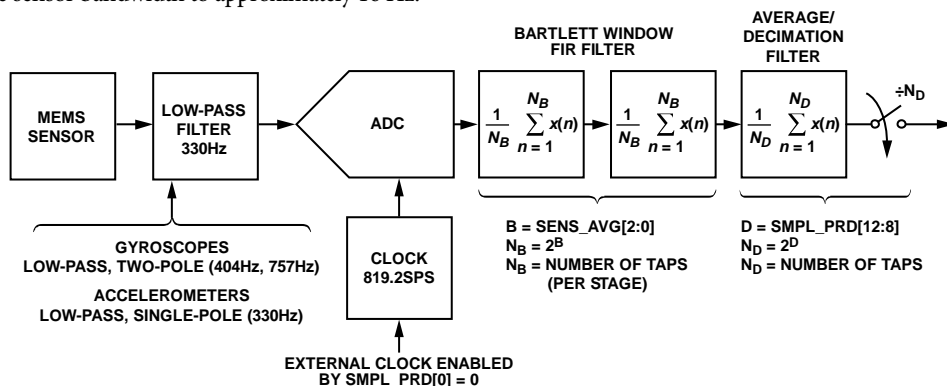 e sensor bandwidth to approximately 16 Hz.
BARTLETT WINDOW
FIR FILTER
AVERAGE/
DECIMATION
FILTER
MEMS
SENSOR
LOW-PASS
FILTER
330Hz
ADC
1
N_B
N_B
∑ x(n)
n = 1
1
N_B
N_B
∑ x(n)
n = 1
1
N_D
N_D
∑ x(n)
n = 1
÷N_D
GYROSCOPES
LOW-PASS, TWO-POLE (404Hz, 757Hz)
ACCELEROMETERS
LOW-PASS, SINGLE-POLE (330Hz)
CLOCK
819.2SPS
B = SENS_AVG[2:0]
N_B = 2^B
N_B = NUMBER OF TAPS
(PER STAGE)
D = SMPL_PRD[12:8]
N_D = 2^D
N_D = NUMBER OF TAPS
EXTERNAL CLOCK ENABLED
BY SMPL_PRD[0] = 0